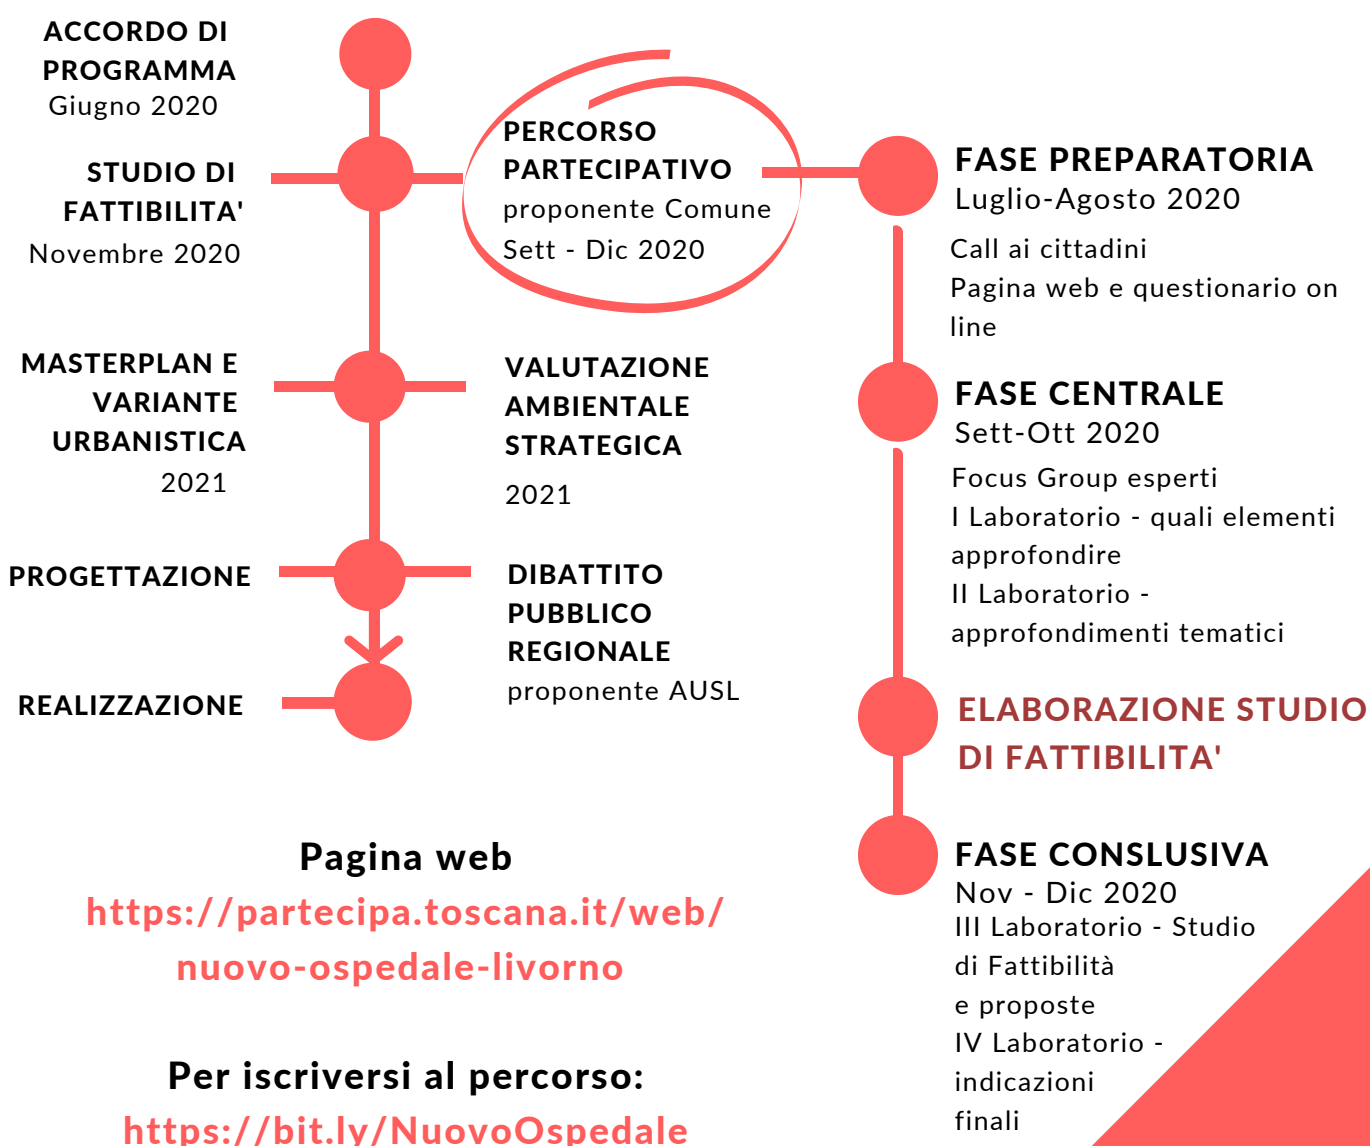 ACCORDO DI
PROGRAMMA
Giugno 2020
STUDIO DI
FATTIBILITA'
Novembre 2020
PERCORSO
PARTECIPATIVO
proponente Comune
Sett - Dic 2020
MASTERPLAN E
VARIANTE
URBANISTICA
2021
VALUTAZIONE
AMBIENTALE
STRATEGICA
2021
PROGETTAZIONE
DIBATTITO
PUBBLICO
REGIONALE
proponente AUSL
REALIZZAZIONE
FASE PREPARATORIA
Luglio-Agosto 2020
Call ai cittadini
Pagina web e questionario on
line
FASE CENTRALE
Sett-Ott 2020
Focus Group esperti
I Laboratorio - quali elementi
approfondire
II Laboratorio -
approfondimenti tematici
ELABORAZIONE STUDIO
DI FATTIBILITA'
FASE CONSLUSIVA
Nov - Dic 2020
III Laboratorio - Studio
di Fattibilità
e proposte
IV Laboratorio -
indicazioni
finali
Pagina web
https://partecipa.toscana.it/web/
nuovo-ospedale-livorno
Per iscriversi al percorso:
https://bit.ly/NuovoOspedale